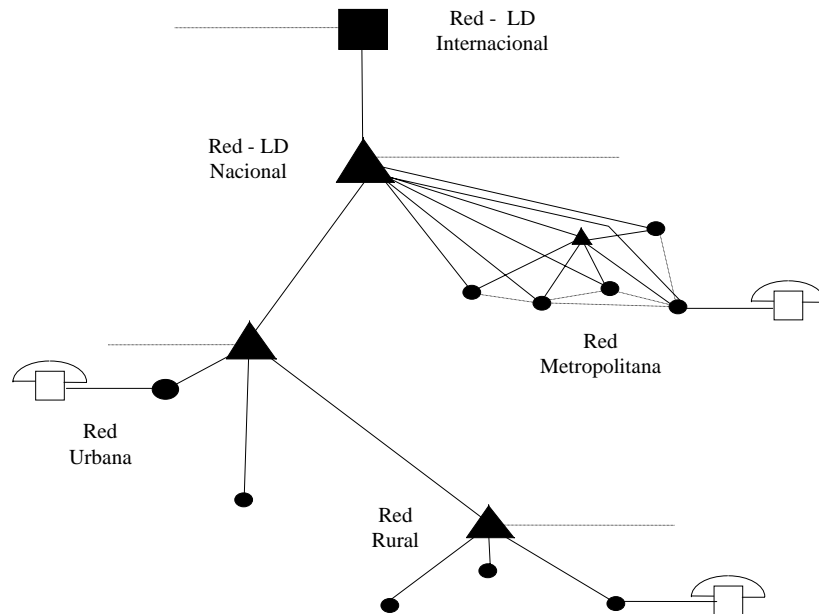 Red - LD
Internacional
Red - LD
Nacional
Red
Metropolitana
Red
Urbana
Red
Rural